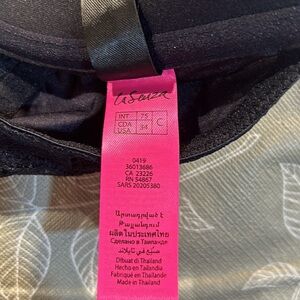 La Senza
INT 75 C
CDA USA 34
0419
36013686
CA 23226
RN 54867
SARS 20205380
Արտադրված է
Թայլանդում
ผลิตในประเทศไทย
Сделано в Таиланде
صنع في تايلاند
Dibuat di Thailand
Hecho en Tailandia
Fabriqué en Thaïlande
Made in Thailand